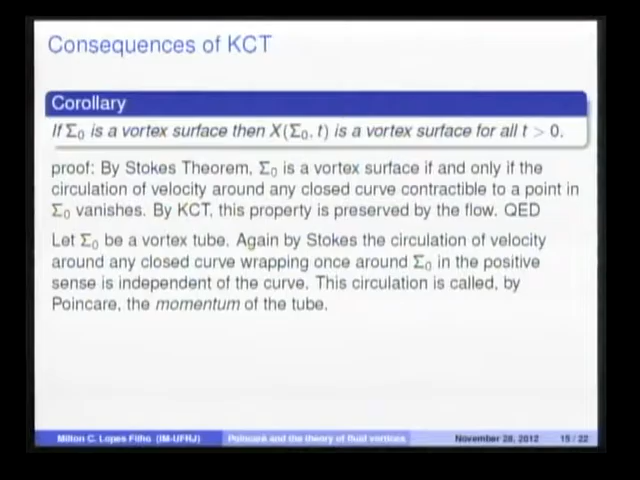 Consequences of KCT
Corollary
If Σ₀ is a vortex surface then X(Σ₀, t) is a vortex surface for all t > 0.
proof: By Stokes Theorem, Σ₀ is a vortex surface if and only if the
circulation of velocity around any closed curve contractible to a point in
Σ₀ vanishes. By KCT, this property is preserved by the flow. QED
Let Σ₀ be a vortex tube. Again by Stokes the circulation of velocity
around any closed curve wrapping once around Σ₀ in the positive
sense is independent of the curve. This circulation is called, by
Poincare, the momentum of the tube.
Milton C. Lopes Filho (IM-UFRJ) Poincaré and the theory of fluid vortices November 28, 2012 15 / 22